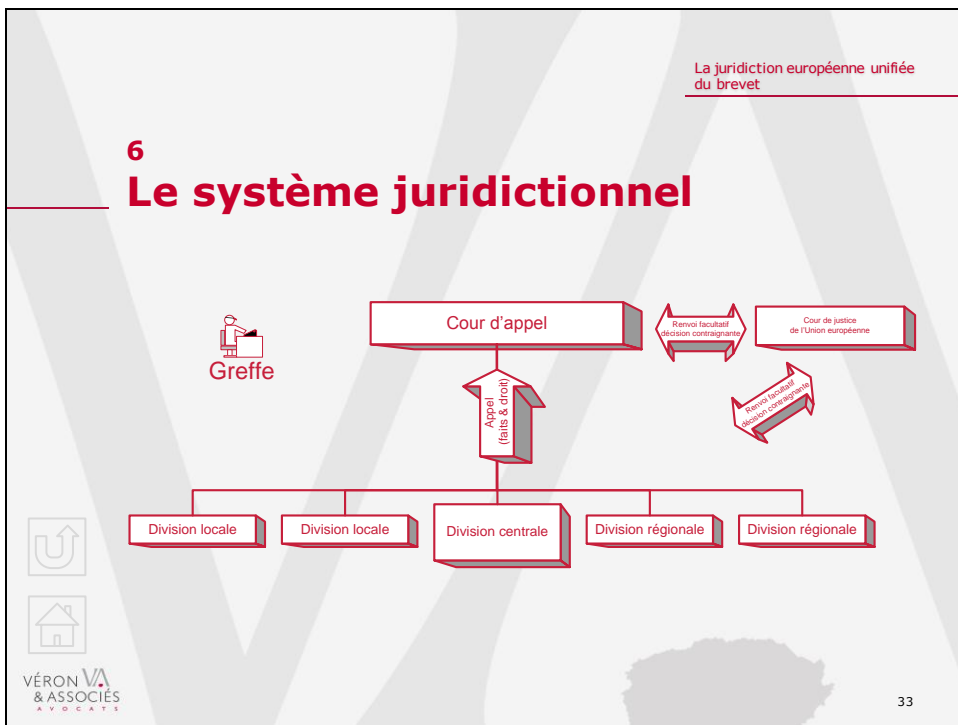 La juridiction européenne unifiée
du brevet
6
Le système juridictionnel
Cour d'appel
Renvoi facultatif
décision contraignante
Cour de justice
de l'Union européenne
Greffe
Appel
(faits & droit)
Renvoi facultatif
décision contraignante
Division locale
Division locale
Division centrale
Division régionale
Division régionale
VÉRON VA
& ASSOCIÉS
AVOCATS
33